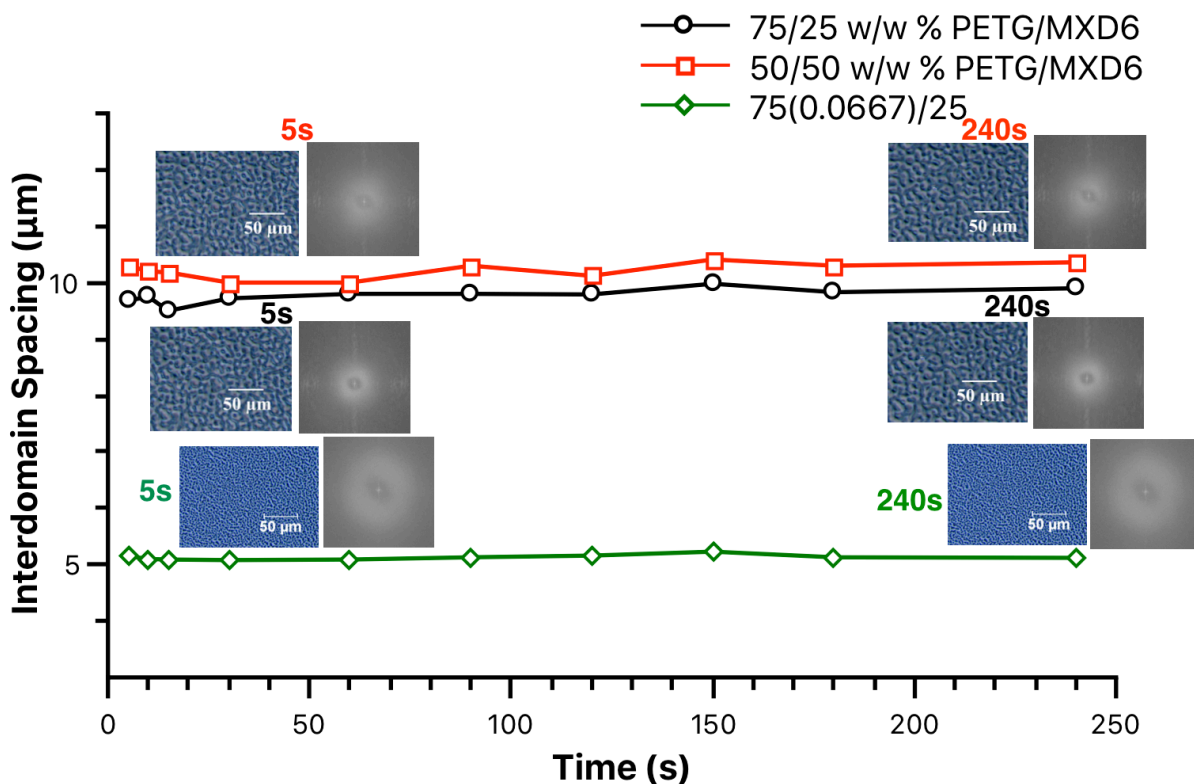 75/25 w/w % PETG/MXD6
50/50 w/w % PETG/MXD6
75(0.0667)/25
5s
240s
50 µm
50 µm
10
5s
240s
50 µm
50 µm
5s
240s
50 µm
50 µm
5
Interdomain Spacing (µm)
0
50
100
150
200
250
Time (s)